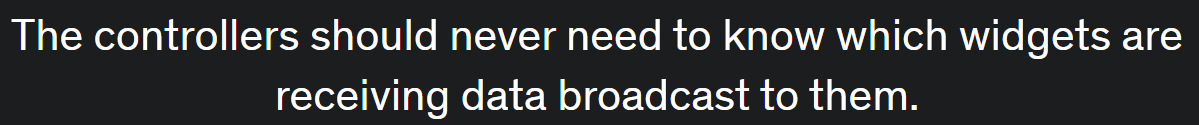 The controllers should never need to know which widgets are
receiving data broadcast to them.